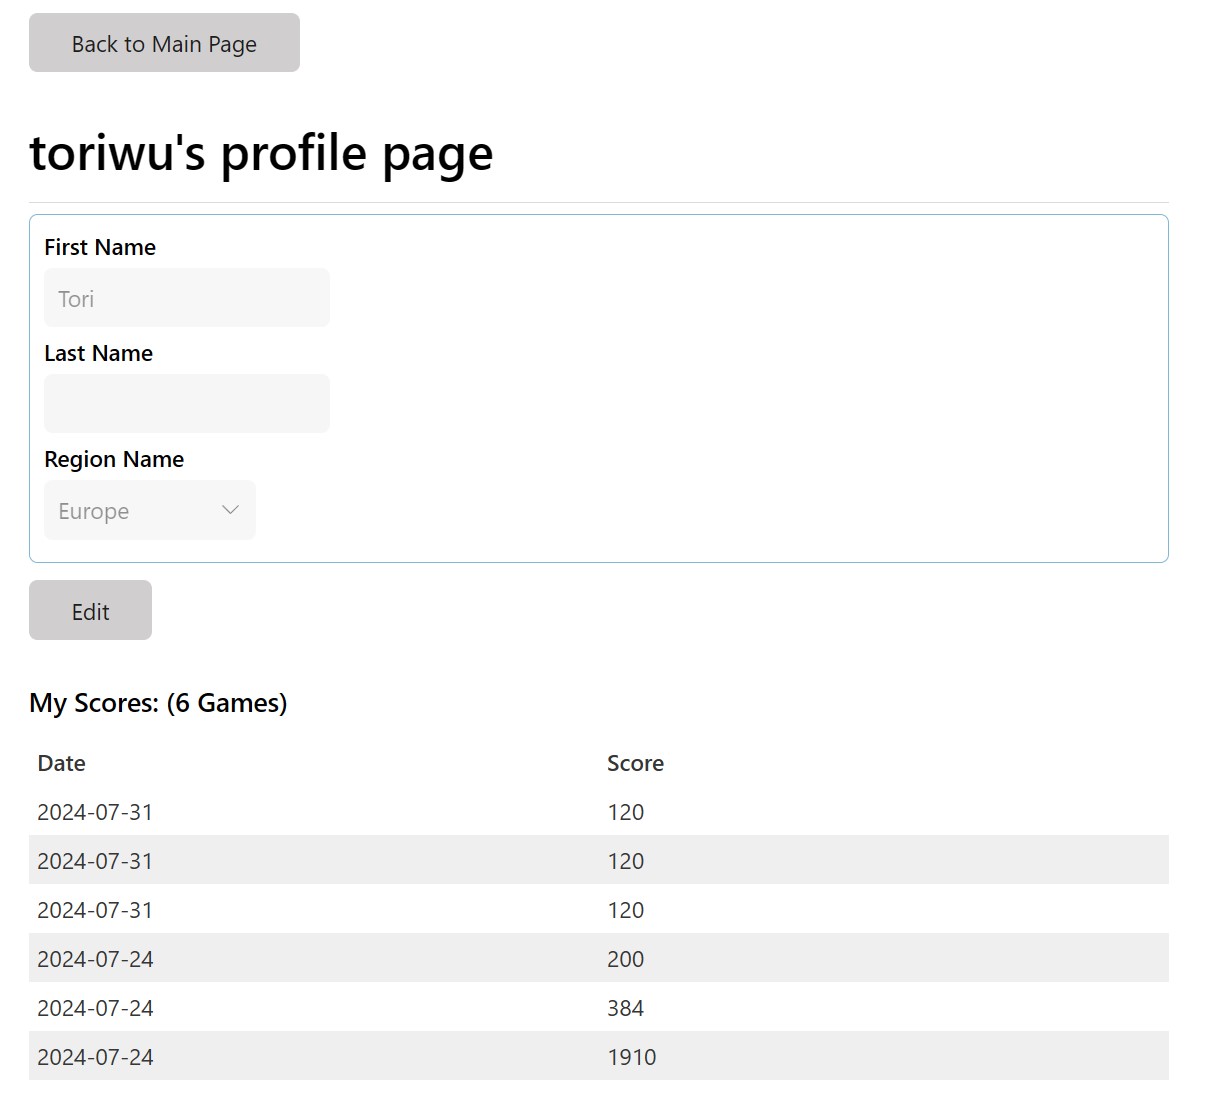 Back to Main Page
toriwu's profile page
First Name
Tori
Last Name
Region Name
Europe
Edit
My Scores: (6 Games)
Date Score
2024-07-31 120
2024-07-31 120
2024-07-31 120
2024-07-24 200
2024-07-24 384
2024-07-24 1910